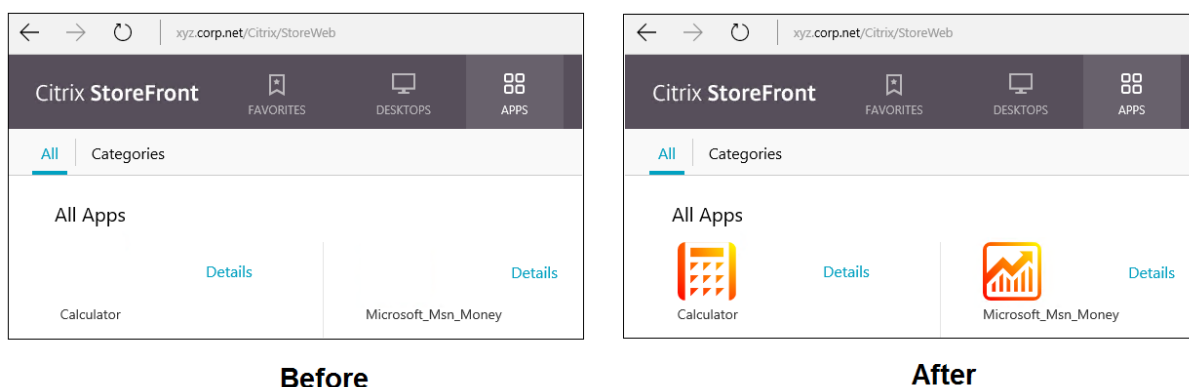 xyz.corp.net/Citrix/StoreWeb
Citrix StoreFront
FAVORITES
DESKTOPS
APPS
All
Categories
All Apps
Details
Details
Calculator
Microsoft_Msn_Money
Before
xyz.corp.net/Citrix/StoreWeb
Citrix StoreFront
FAVORITES
DESKTOPS
APPS
All
Categories
All Apps
Details
Details
Calculator
Microsoft_Msn_Money
After